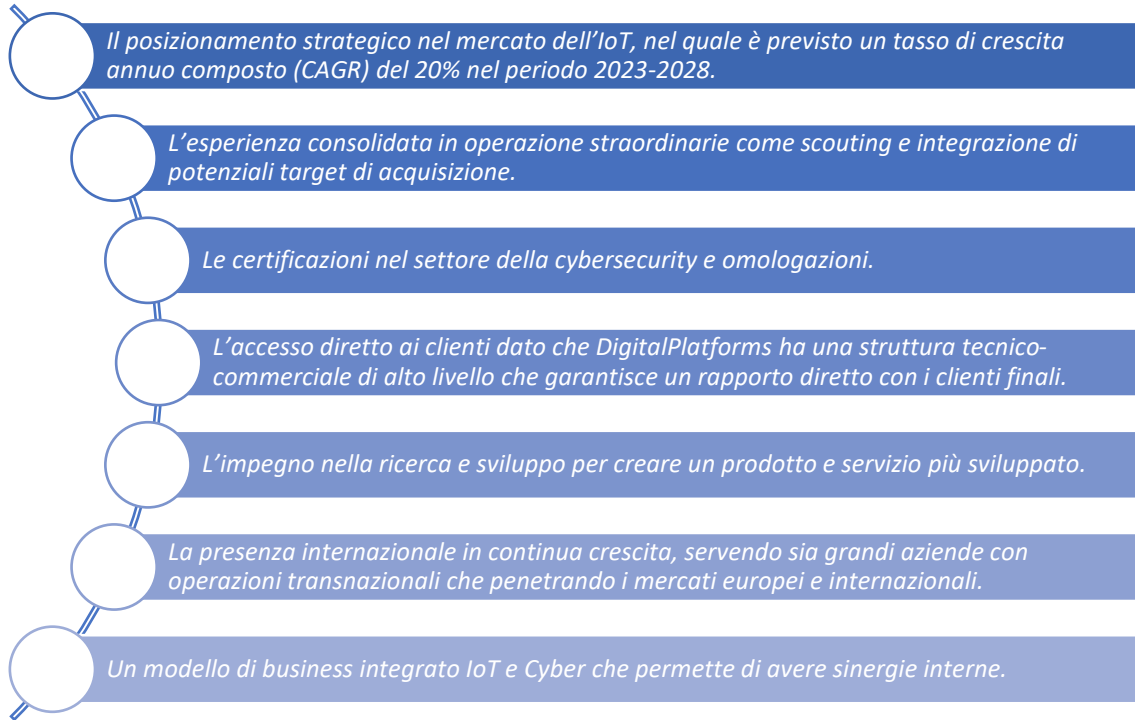 Il posizionamento strategico nel mercato dell'IoT, nel quale è previsto un tasso di crescita
annuo composto (CAGR) del 20% nel periodo 2023-2028.
L'esperienza consolidata in operazione straordinarie come scouting e integrazione di
potenziali target di acquisizione.
Le certificazioni nel settore della cybersecurity e omologazioni.
L'accesso diretto ai clienti dato che DigitalPlatforms ha una struttura tecnico-
commerciale di alto livello che garantisce un rapporto diretto con i clienti finali.
L'impegno nella ricerca e sviluppo per creare un prodotto e servizio più sviluppato.
La presenza internazionale in continua crescita, servendo sia grandi aziende con
operazioni transnazionali che penetrando i mercati europei e internazionali.
Un modello di business integrato IoT e Cyber che permette di avere sinergie interne.